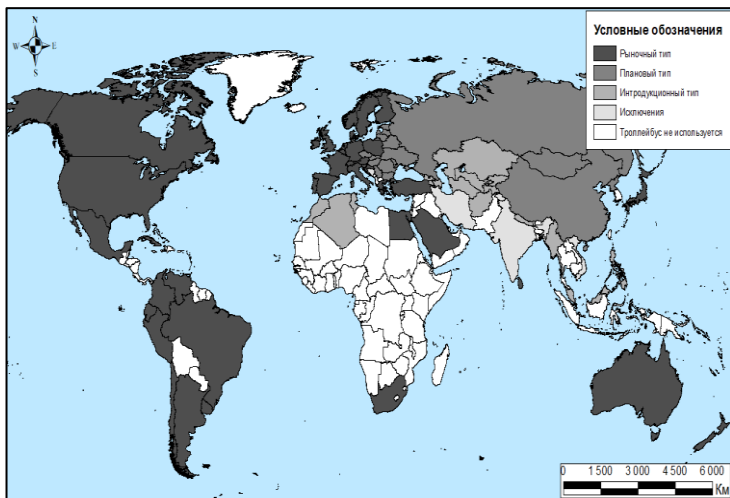 N
W E
S
Условные обозначения
Рыночный тип
Плановый тип
Интродукционный тип
Исключения
Троллейбус не используется
0 1 500 3 000 4 500 6 000
Км